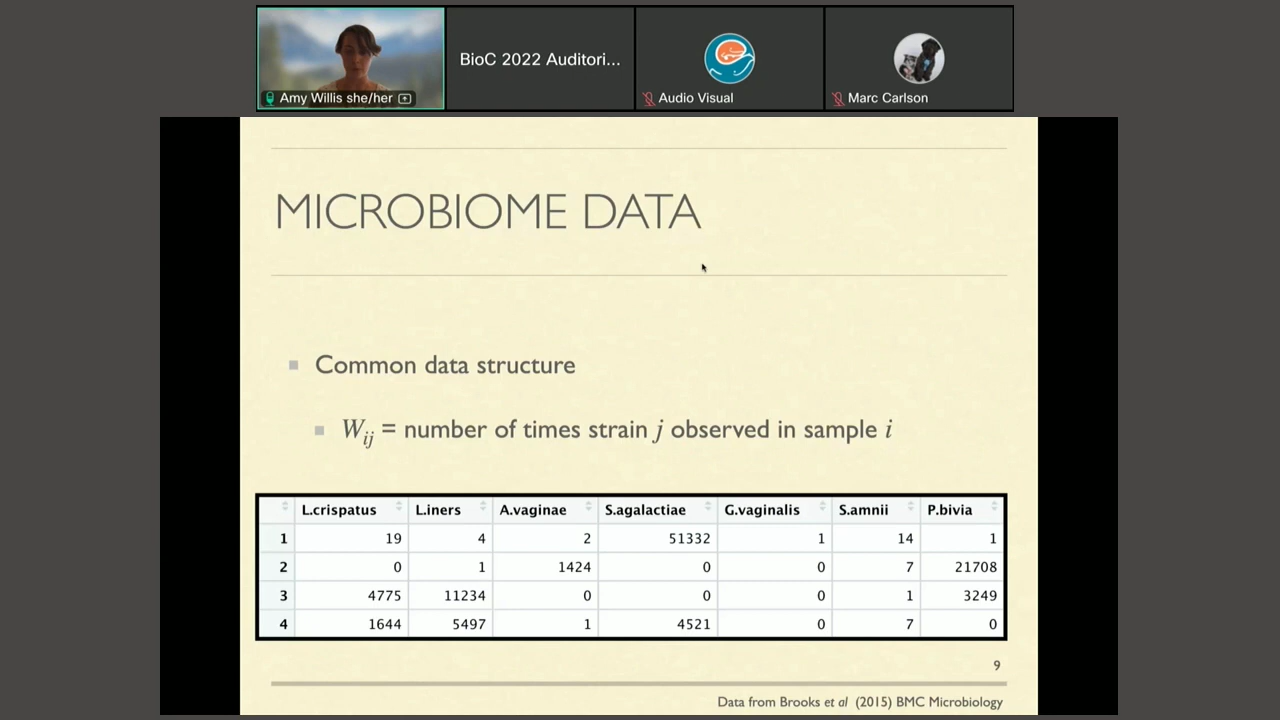 Amy Willis she/her
BioC 2022 Auditori...
Audio Visual
Marc Carlson
MICROBIOME DATA
Common data structure
Wij = number of times strain j observed in sample i
L.crispatus L.iners A.vaginae S.agalactiae G.vaginalis S.amnii P.bivia
1 19 4 2 51332 1 14 1
2 0 1 1424 0 0 7 21708
3 4775 11234 0 0 0 1 3249
4 1644 5497 1 4521 0 7 0
9
Data from Brooks et al (2015) BMC Microbiology